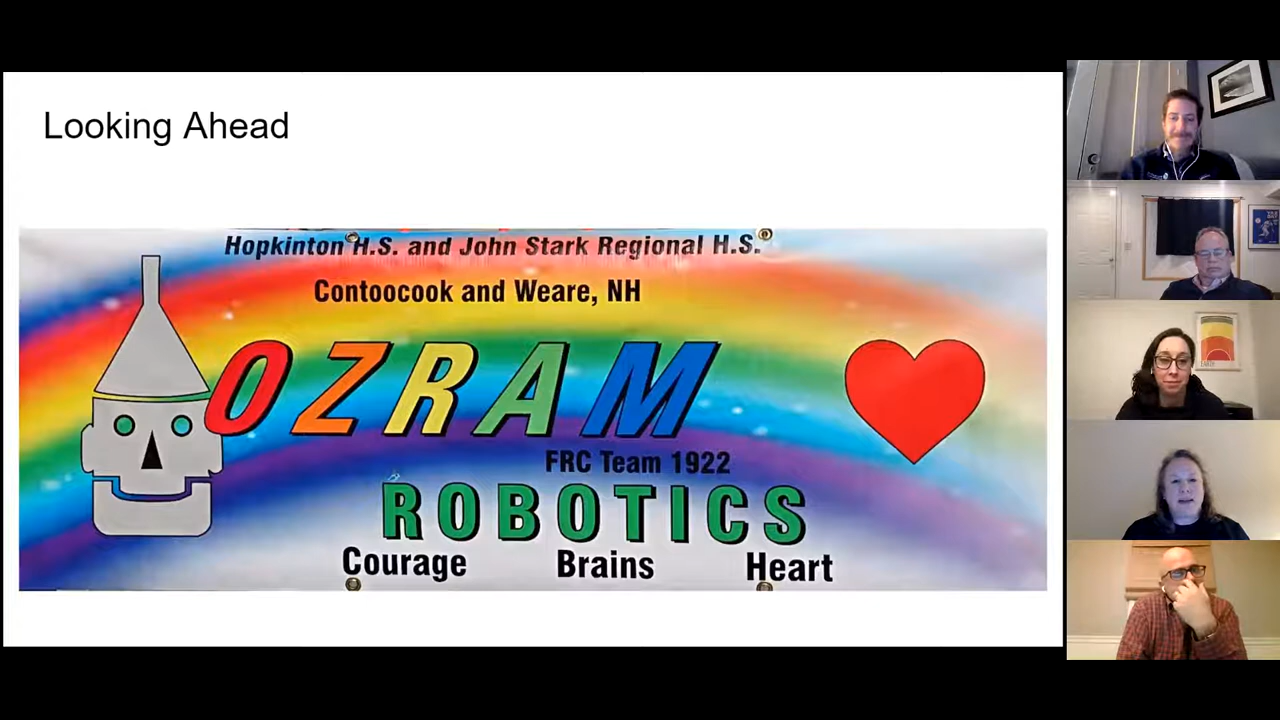 Looking Ahead
Hopkinton H.S. and John Stark Regional H.S.
Contoocook and Weare, NH
OZRAM
FRC Team 1922
ROBOTICS
Courage Brains Heart
EARTH